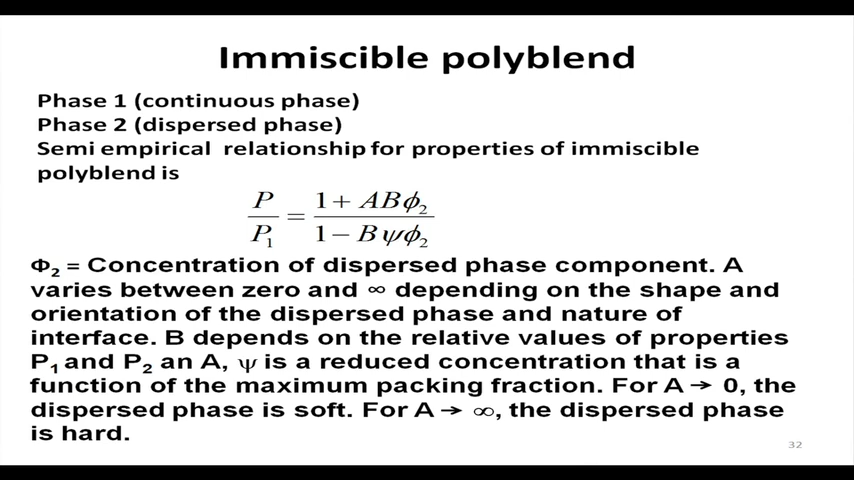 Immiscible polyblend
Phase 1 (continuous phase)
Phase 2 (dispersed phase)
Semi empirical relationship for properties of immiscible
polyblend is
P/P₁ = (1 + ABϕ₂)/(1 − Bψϕ₂)
Φ₂ = Concentration of dispersed phase component. A
varies between zero and ∞ depending on the shape and
orientation of the dispersed phase and nature of
interface. B depends on the relative values of properties
P₁ and P₂ an A, ψ is a reduced concentration that is a
function of the maximum packing fraction. For A → 0, the
dispersed phase is soft. For A → ∞, the dispersed phase
is hard.
32